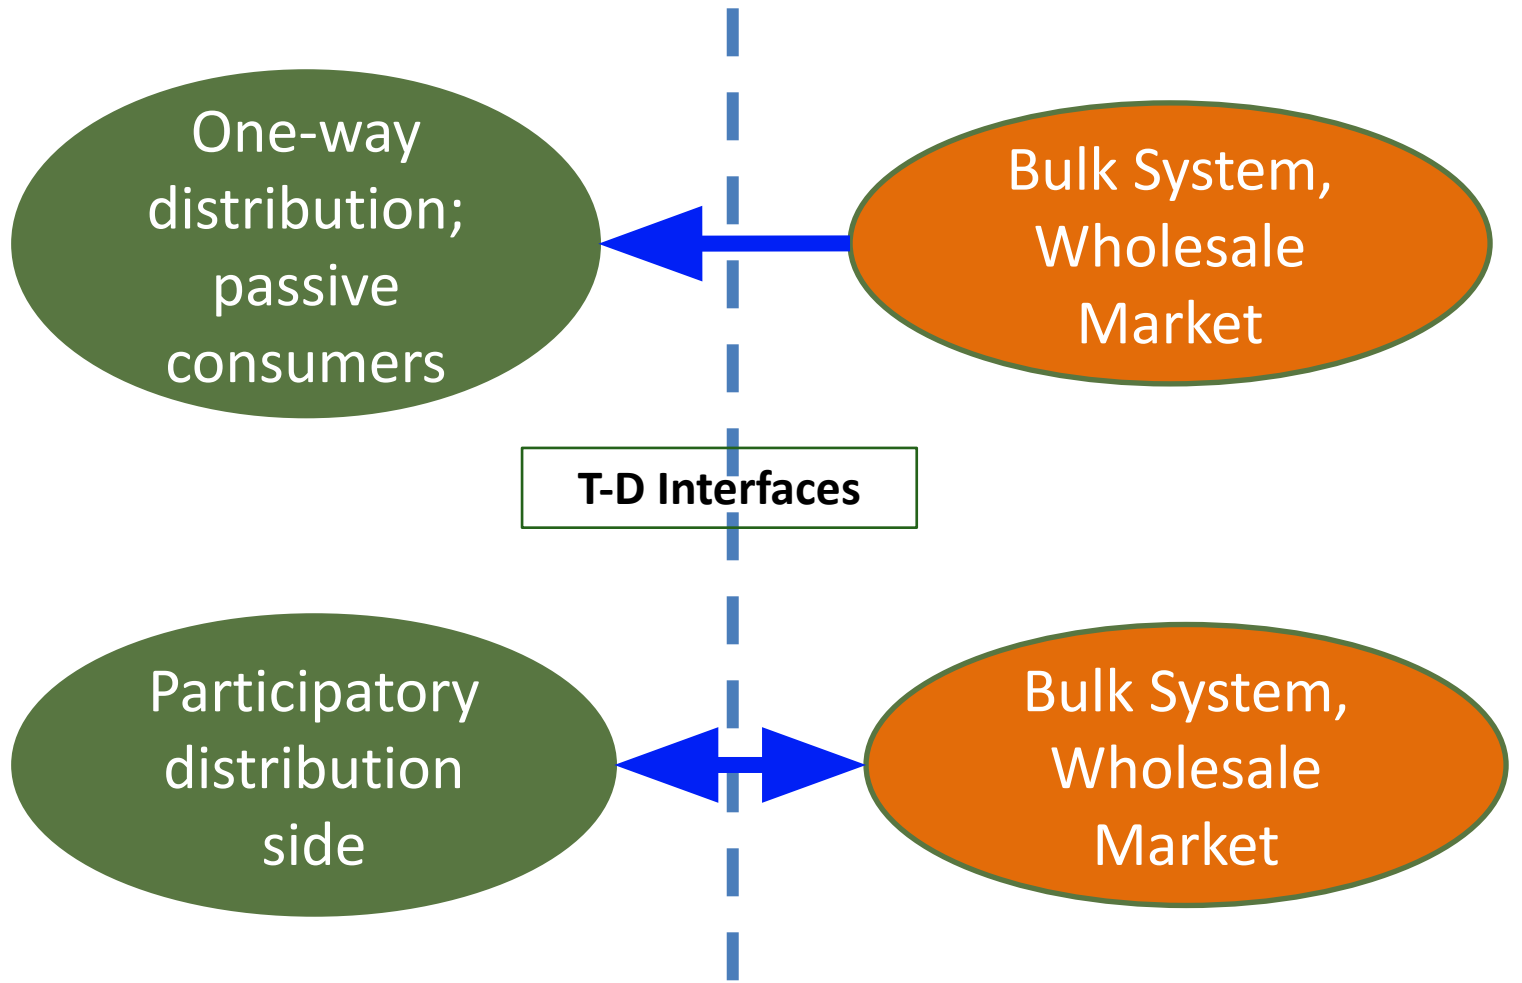 One-way
distribution;
passive
consumers
Bulk System,
Wholesale
Market
T-D Interfaces
Participatory
distribution
side
Bulk System,
Wholesale
Market